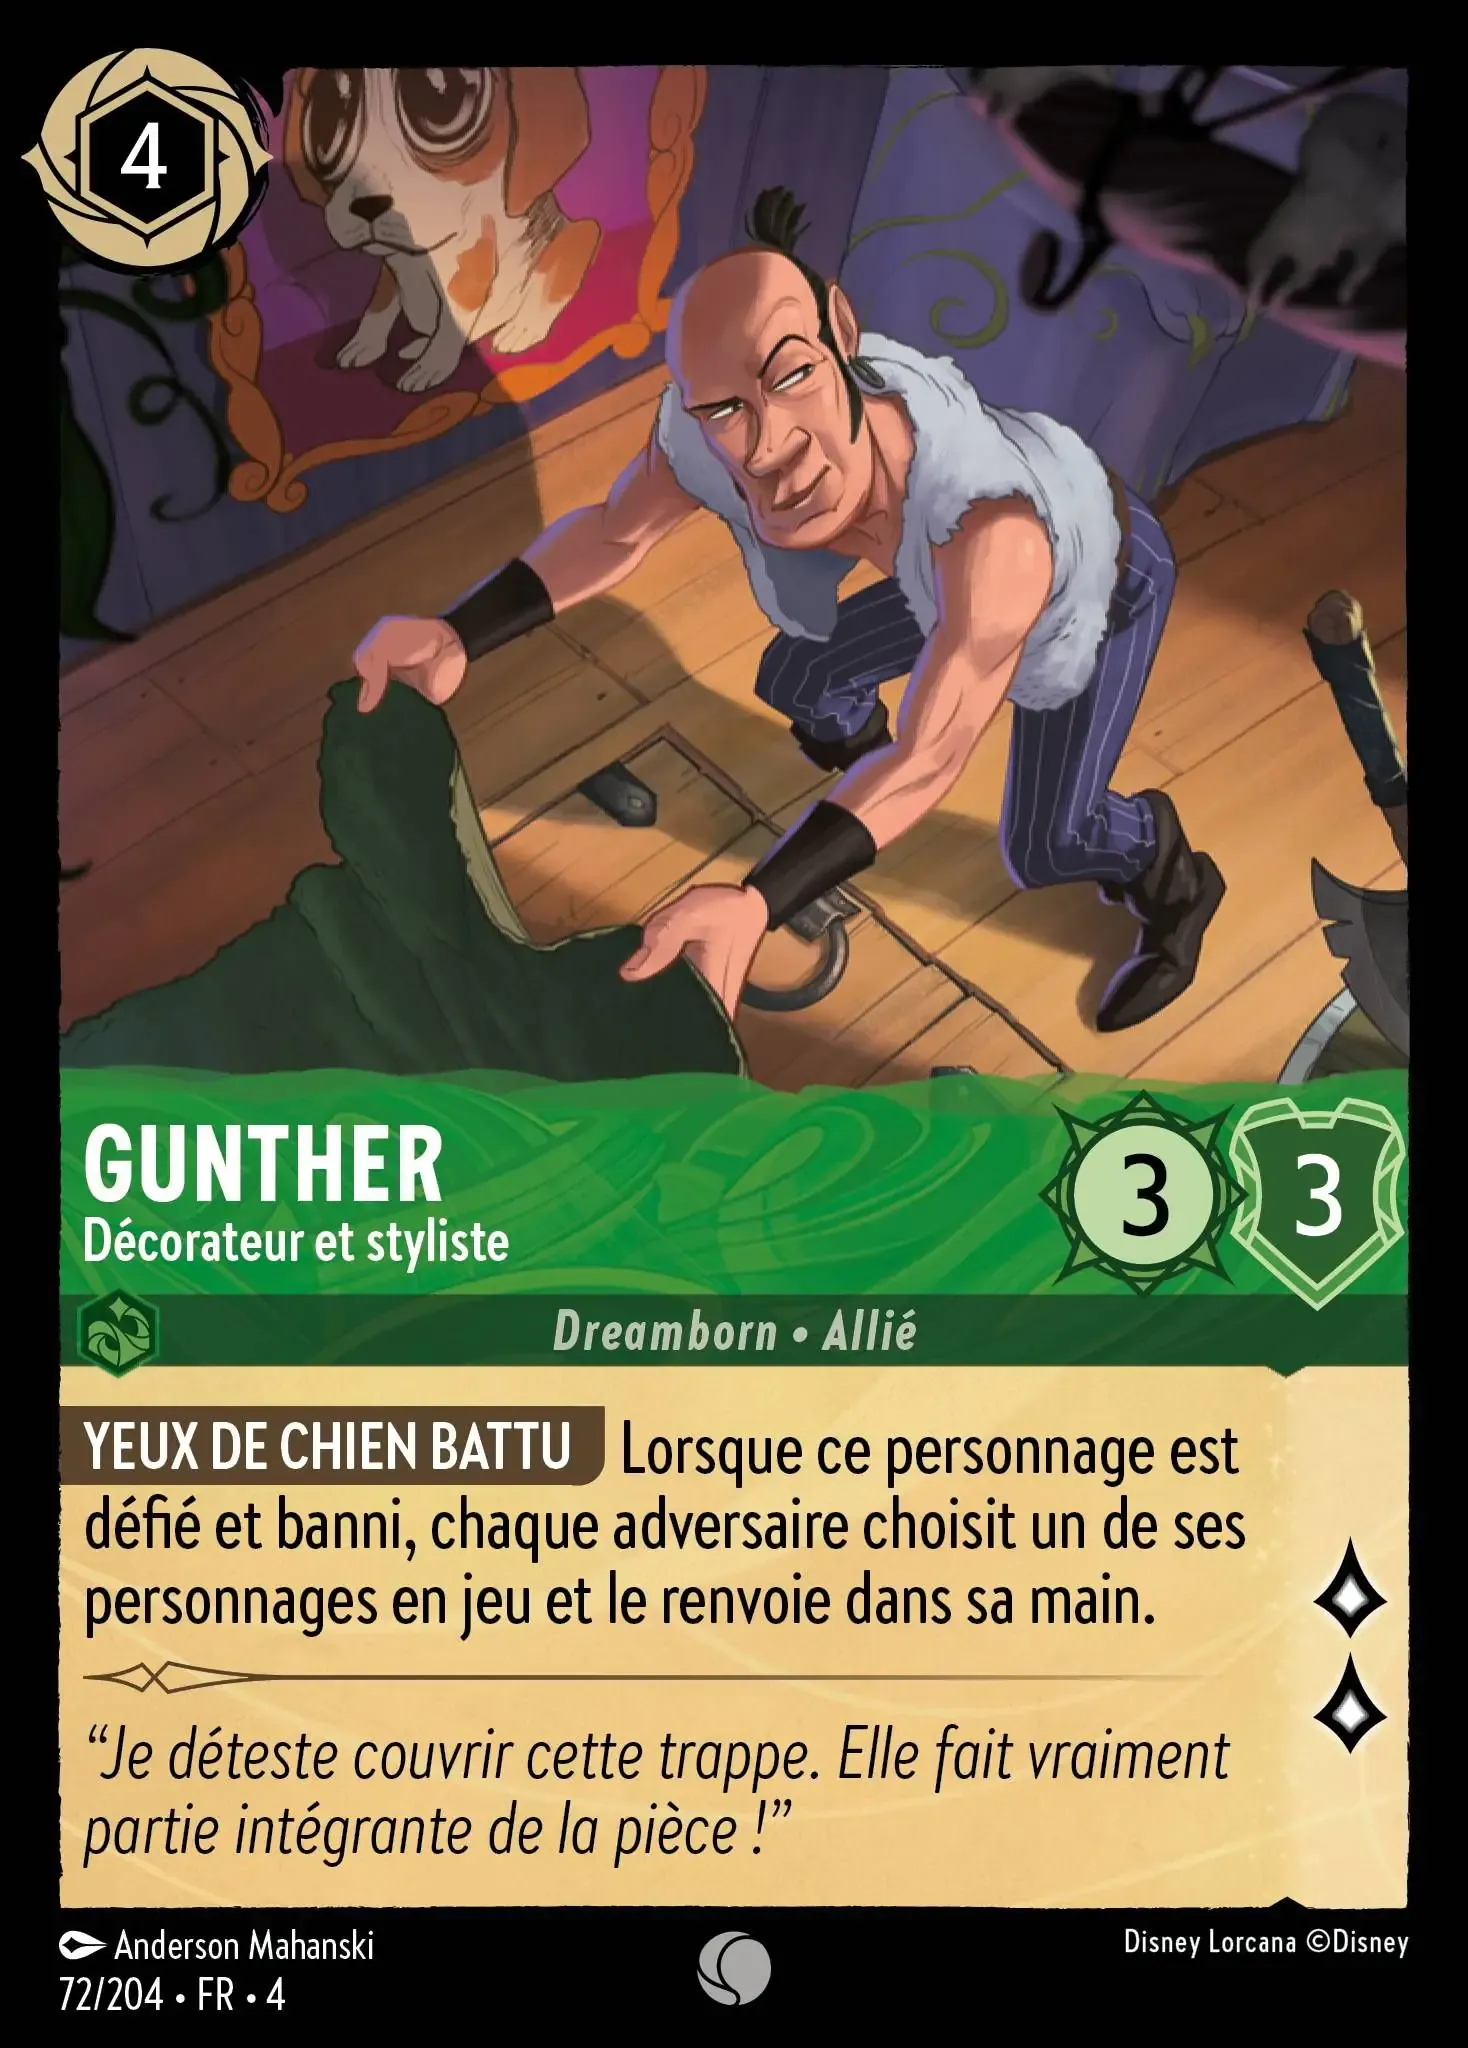 4
GUNTHER
Décorateur et styliste
3 3
Dreamborn • Allié
YEUX DE CHIEN BATTU Lorsque ce personnage est
défié et banni, chaque adversaire choisit un de ses
personnages en jeu et le renvoie dans sa main.
“Je déteste couvrir cette trappe. Elle fait vraiment
partie intégrante de la pièce !”
Anderson Mahanski
Disney Lorcana ©Disney
72/204 • FR • 4